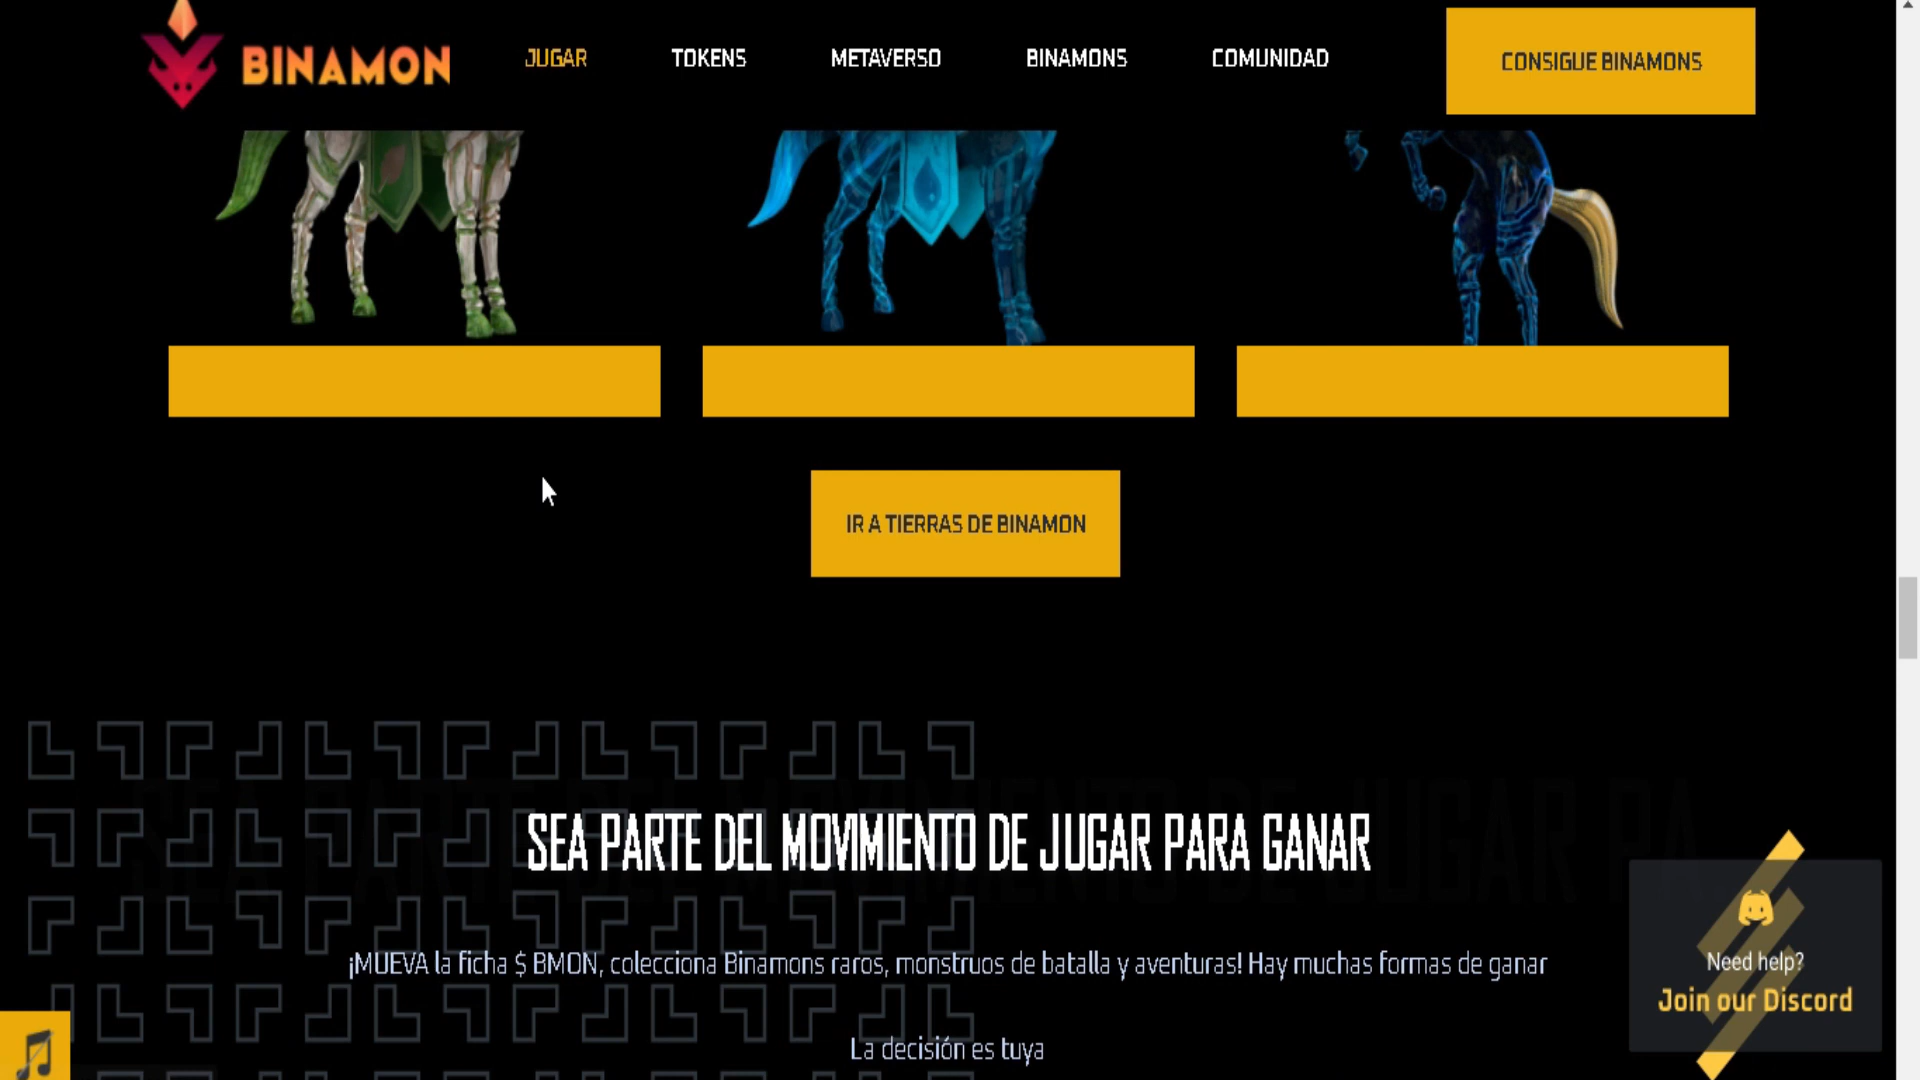 BINAMON
JUGAR
TOKENS
METAVERSO
BINAMONS
COMUNIDAD
CONSIGUE BINAMONS
IR A TIERRAS DE BINAMON
SEA PARTE DEL MOVIMIENTO DE JUGAR PARA GANAR
¡MUEVA la ficha $ BMON, colecciona Binamons raros, monstruos de batalla y aventuras! Hay muchas formas de ganar
La decisión es tuya
Need help?
Join our Discord